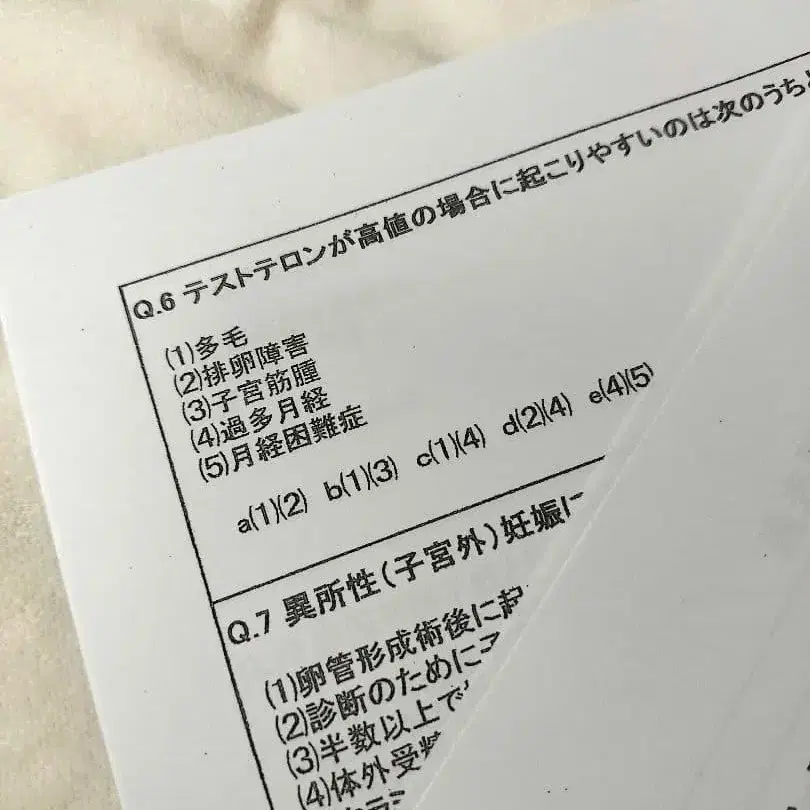 Q.6 テストテロンが高値の場合に起こりやすいのは次のうち
(1)多毛
(2)排卵障害
(3)子宮筋腫
(4)過多月経
(5)月経困難症
a(1)(2) b(1)(3) c(1)(4) d(2)(4) e(4)(5)
Q.7 異所性(子宮外)妊娠に
(1)卵管形成術後に起
(2)診断のために子
(3)半数以上で
(4)体外受精